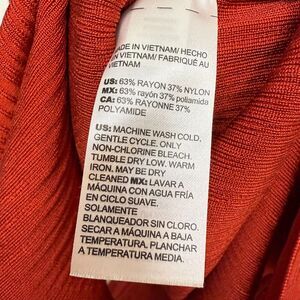 MADE IN VIETNAM/ HECHO
EN VIETNAM/ FABRIQUÉ AU
VIETNAM
US: 63% RAYON 37% NYLON
MX: 63% rayón 37% poliamida
CA: 63% RAYONNE 37%
POLYAMIDE
US: MACHINE WASH COLD,
GENTLE CYCLE. ONLY
NON-CHLORINE BLEACH.
TUMBLE DRY LOW. WARM
IRON. MAY BE DRY
CLEANED MX: LAVAR A
MÁQUINA CON AGUA FRÍA
EN CICLO SUAVE.
SOLAMENTE
BLANQUEADOR SIN CLORO.
SECAR A MÁQUINA A BAJA
TEMPERATURA. PLANCHAR
A TEMPERATURA MEDIA.